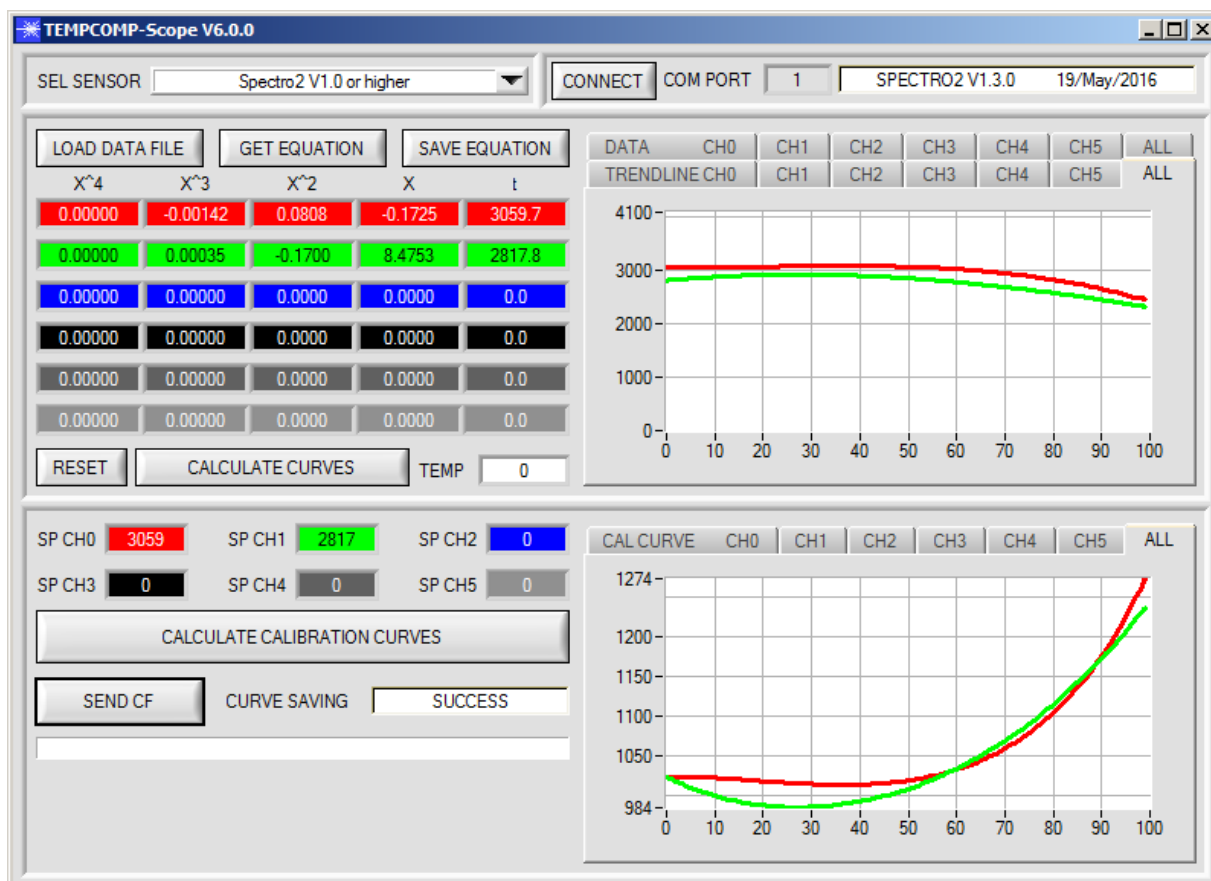 TEMPCOMP-Scope V6.0.0
SEL SENSOR Spectro2 V1.0 or higher
CONNECT COM PORT 1 SPECTRO2 V1.3.0 19/May/2016
LOAD DATA FILE GET EQUATION SAVE EQUATION
X^4 X^3 X^2 X t
0.00000 -0.00142 0.0808 -0.1725 3059.7
0.00000 0.00035 -0.1700 8.4753 2817.8
0.00000 0.00000 0.0000 0.0000 0.0
0.00000 0.00000 0.0000 0.0000 0.0
0.00000 0.00000 0.0000 0.0000 0.0
0.00000 0.00000 0.0000 0.0000 0.0
RESET CALCULATE CURVES TEMP 0
DATA CH0 CH1 CH2 CH3 CH4 CH5 ALL
TRENDLINE CH0 CH1 CH2 CH3 CH4 CH5 ALL
4100
3000
2000
1000
0
0 10 20 30 40 50 60 70 80 90 100
SP CH0 3059 SP CH1 2817 SP CH2 0
SP CH3 0 SP CH4 0 SP CH5 0
CALCULATE CALIBRATION CURVES
SEND CF CURVE SAVING SUCCESS
CAL CURVE CH0 CH1 CH2 CH3 CH4 CH5 ALL
1274
1200
1150
1100
1050
984
0 10 20 30 40 50 60 70 80 90 100